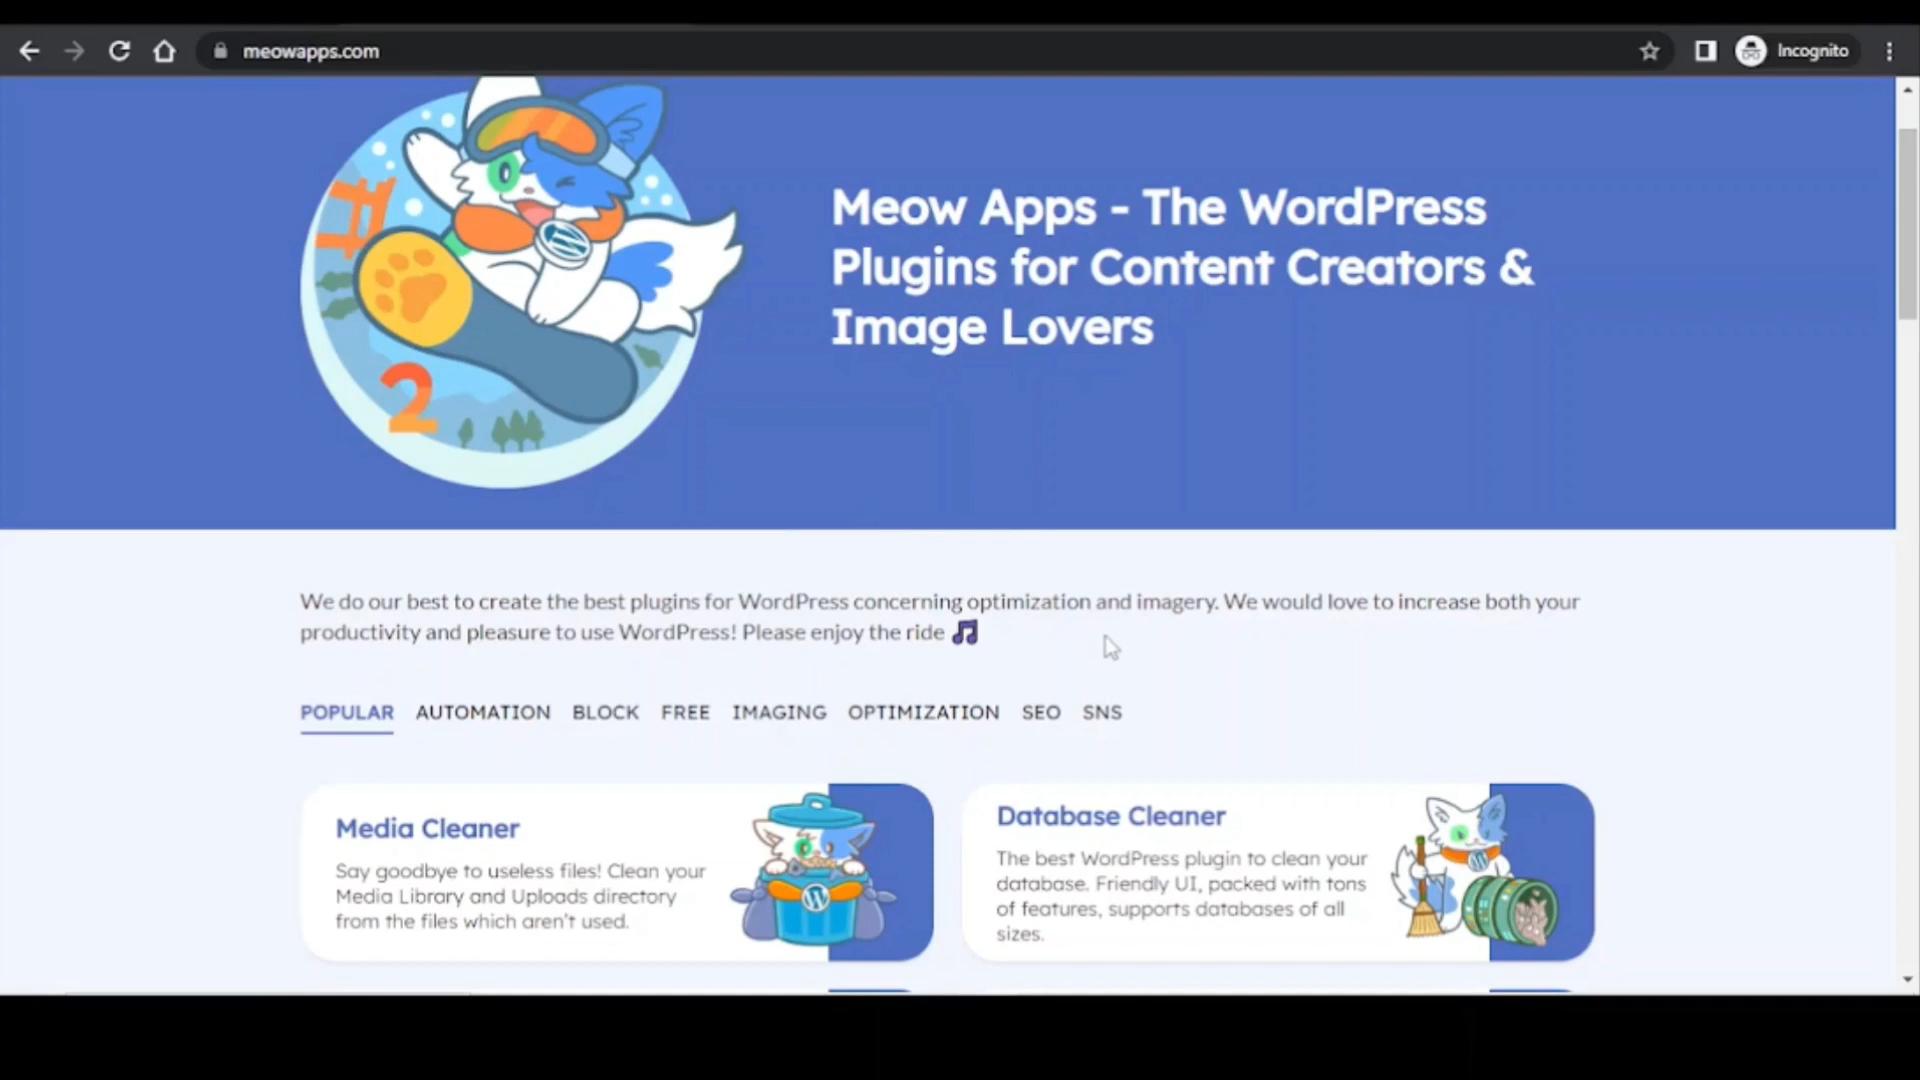 meowapps.com
Incognito
Meow Apps - The WordPress
Plugins for Content Creators &
Image Lovers
2
We do our best to create the best plugins for WordPress concerning optimization and imagery. We would love to increase both your
productivity and pleasure to use WordPress! Please enjoy the ride 🎵
POPULAR AUTOMATION BLOCK FREE IMAGING OPTIMIZATION SEO SNS
Media Cleaner
Say goodbye to useless files! Clean your
Media Library and Uploads directory
from the files which aren't used.
Database Cleaner
The best WordPress plugin to clean your
database. Friendly UI, packed with tons
of features, supports databases of all
sizes.